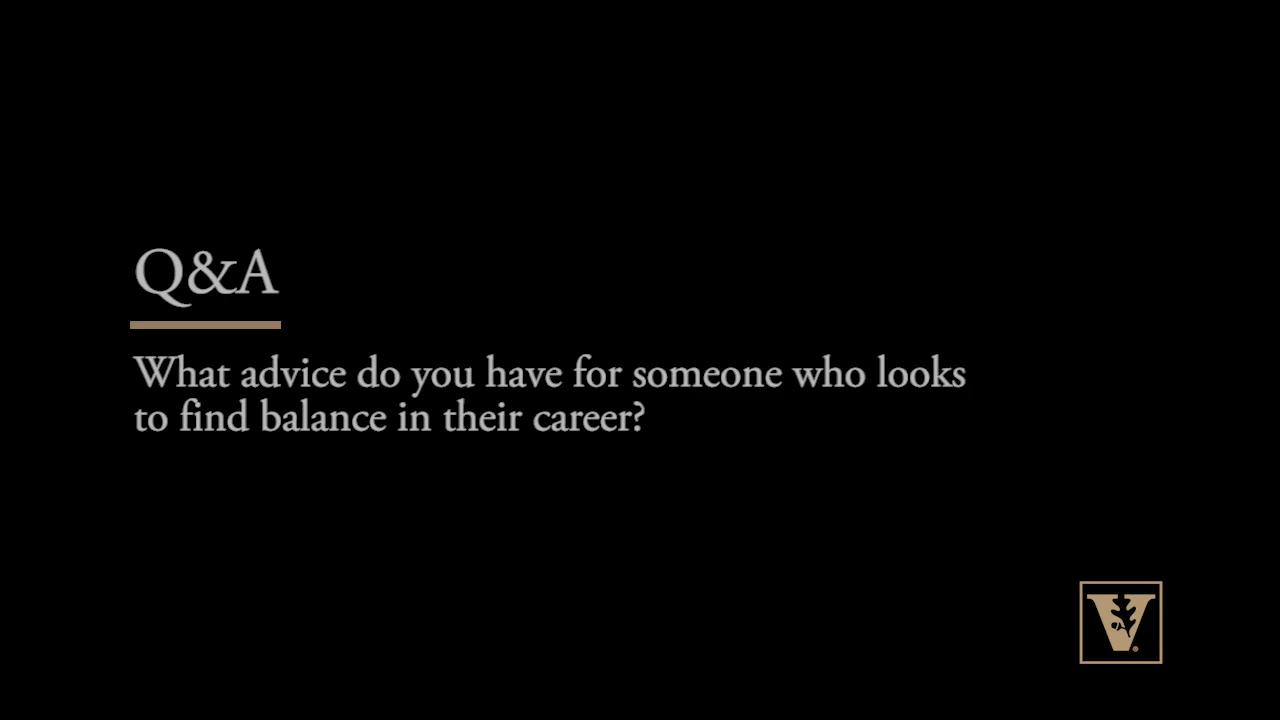 Q&A
What advice do you have for someone who looks
to find balance in their career?
V